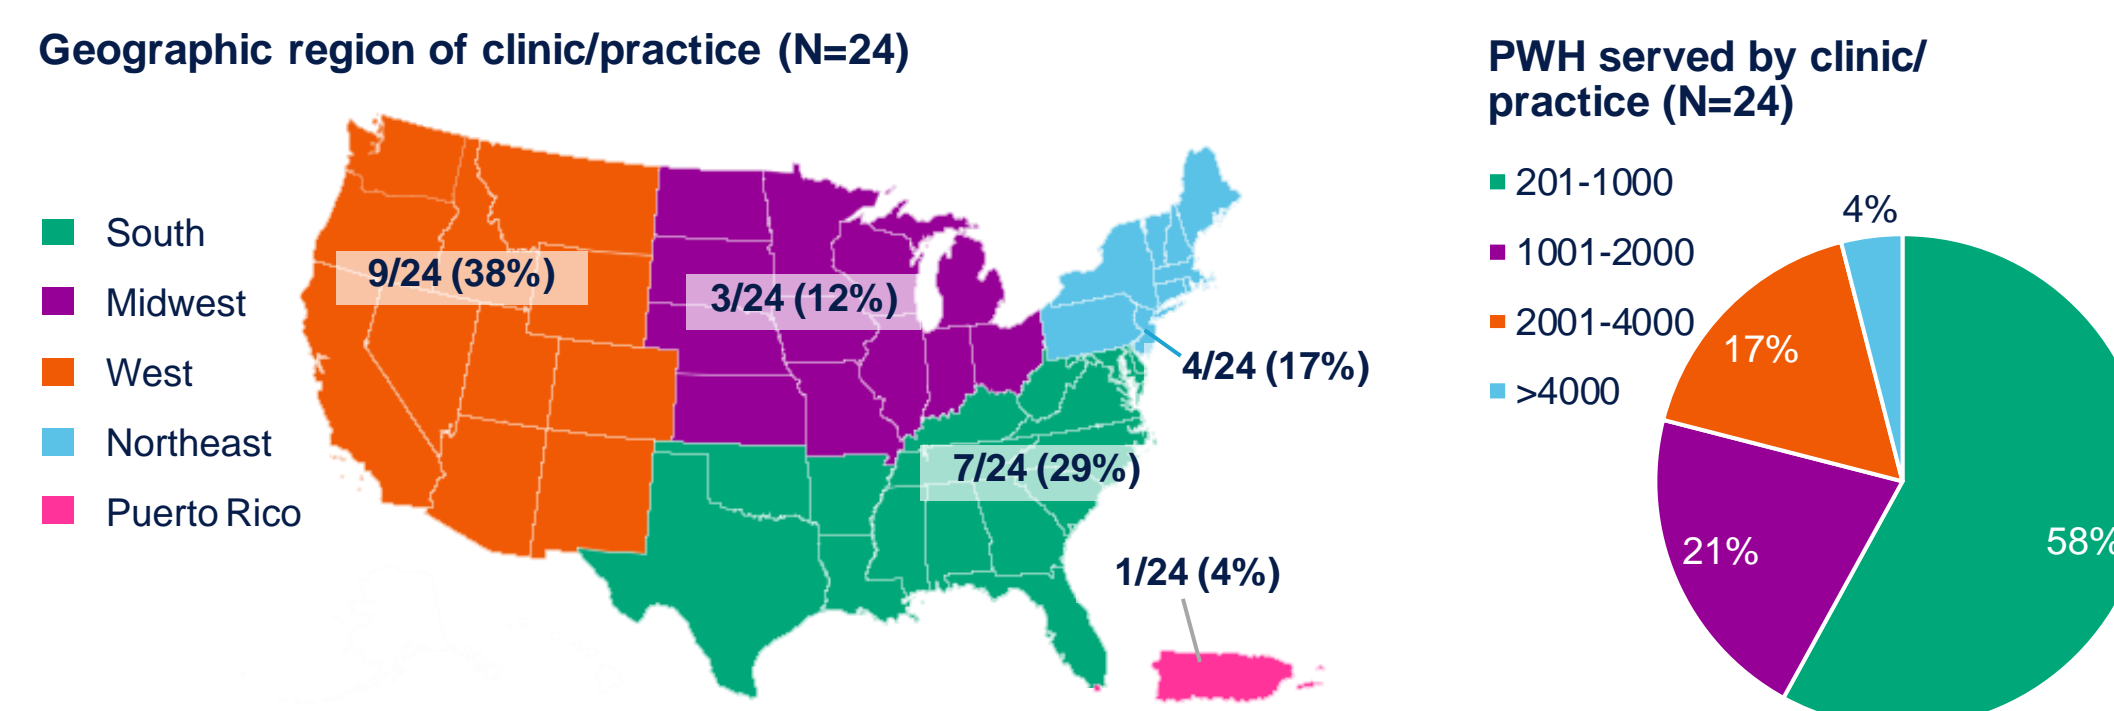 Geographic region of clinic/practice (N=24)
South
Midwest
West
Northeast
Puerto Rico
9/24 (38%)
3/24 (12%)
4/24 (17%)
7/24 (29%)
1/24 (4%)
PWH served by clinic/
practice (N=24)
201-1000
1001-2000
2001-4000
>4000
4%
17%
21%
58%